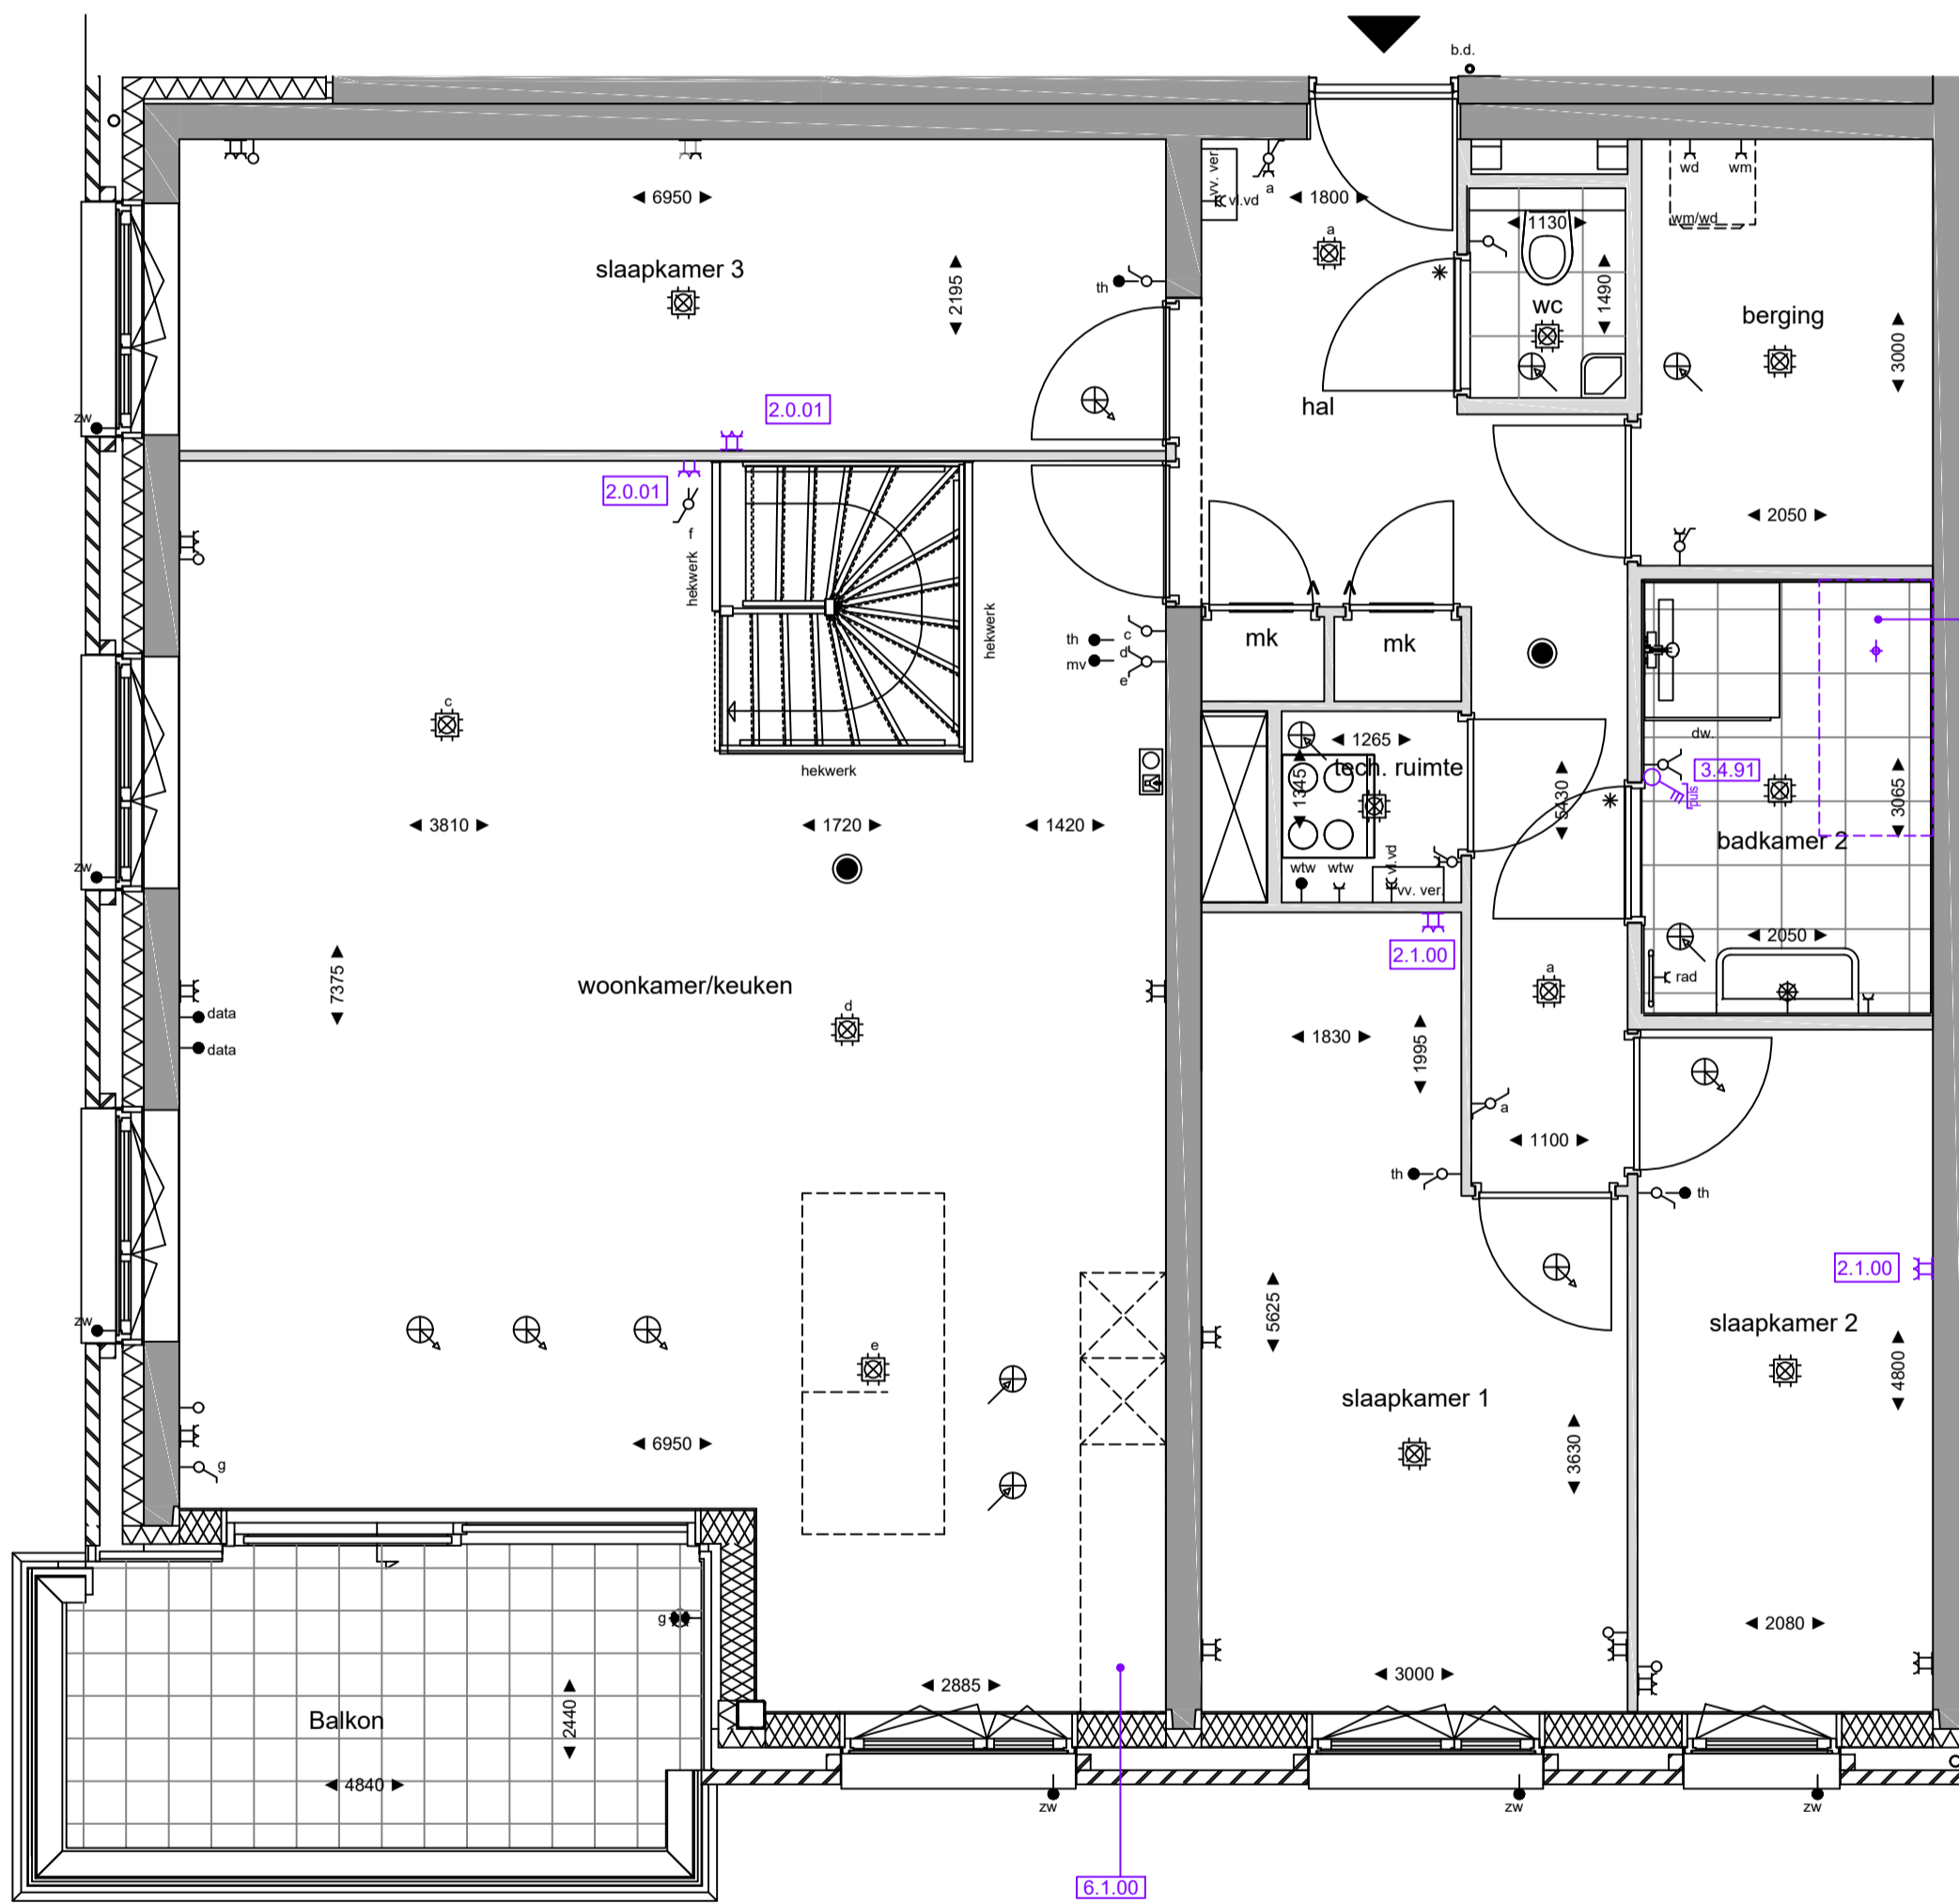 b.d.
wd
wm
vv. ver
vl.vd
a
6950
1800
wm/wd
1130
a
slaapkamer 3
th
2195
1490
wc
berging
3000
2.0.01
hal
zw
2.0.01
2050
f
hekwerk
hekwerk
th
c
mk
mk
d
mv
e
c
dw.
1265
hekwerk
tech. ruimte
3.4.91
1345
5430
puis
3065
3810
1720
1420
badkamer 2
vl.vd
wtw
wtw
zw
vv. ver.
2050
2.1.00
7375
rad
a
woonkamer/keuken
d
data
1830
1995
data
a
1100
th
th
2.1.00
5625
zw
slaapkamer 2
e
4800
slaapkamer 1
6950
3630
g
g
2080
3000
2885
Balkon
2440
4840
zw
zw
zw
6.1.00